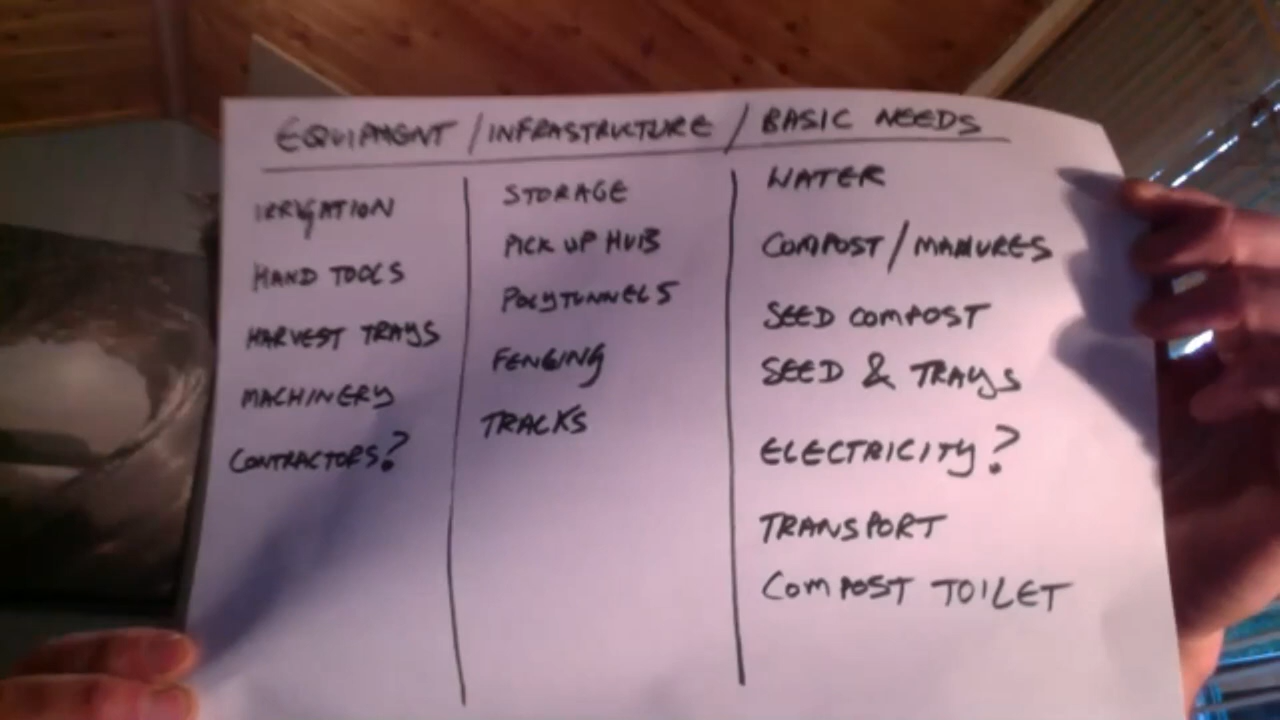 EQUIPMENT / INFRASTRUCTURE / BASIC NEEDS
IRRIGATION
HAND TOOLS
HARVEST TRAYS
MACHINERY
CONTRACTORS?
STORAGE
PICK UP HUB
POLYTUNNELS
FENCING
TRACKS
WATER
COMPOST / MANURES
SEED COMPOST
SEED & TRAYS
ELECTRICITY?
TRANSPORT
COMPOST TOILET